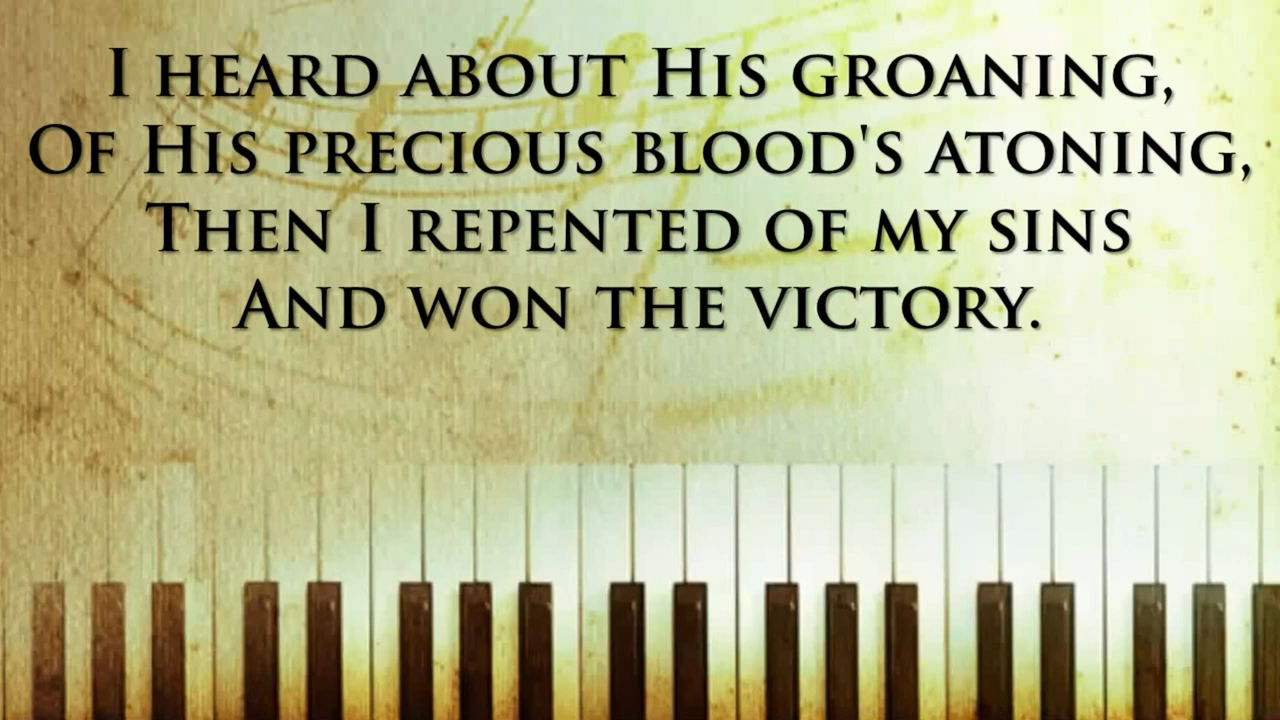 I heard about His groaning,
Of His precious blood's atoning,
Then I repented of my sins
And won the victory.